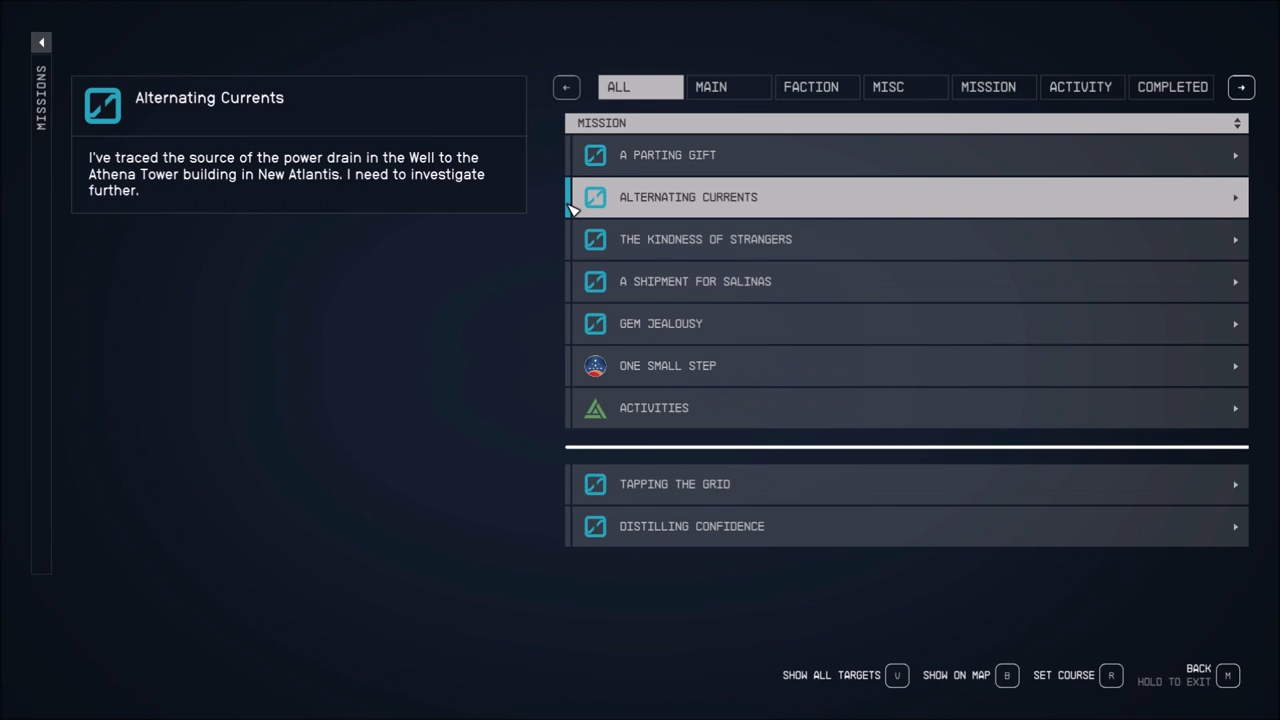 MISSIONS
Alternating Currents
I've traced the source of the power drain in the Well to the
Athena Tower building in New Atlantis. I need to investigate
further.
ALL MAIN FACTION MISC MISSION ACTIVITY COMPLETED
MISSION
A PARTING GIFT
ALTERNATING CURRENTS
THE KINDNESS OF STRANGERS
A SHIPMENT FOR SALINAS
GEM JEALOUSY
ONE SMALL STEP
ACTIVITIES
TAPPING THE GRID
DISTILLING CONFIDENCE
SHOW ALL TARGETS V SHOW ON MAP B SET COURSE R BACK M
HOLD TO EXIT